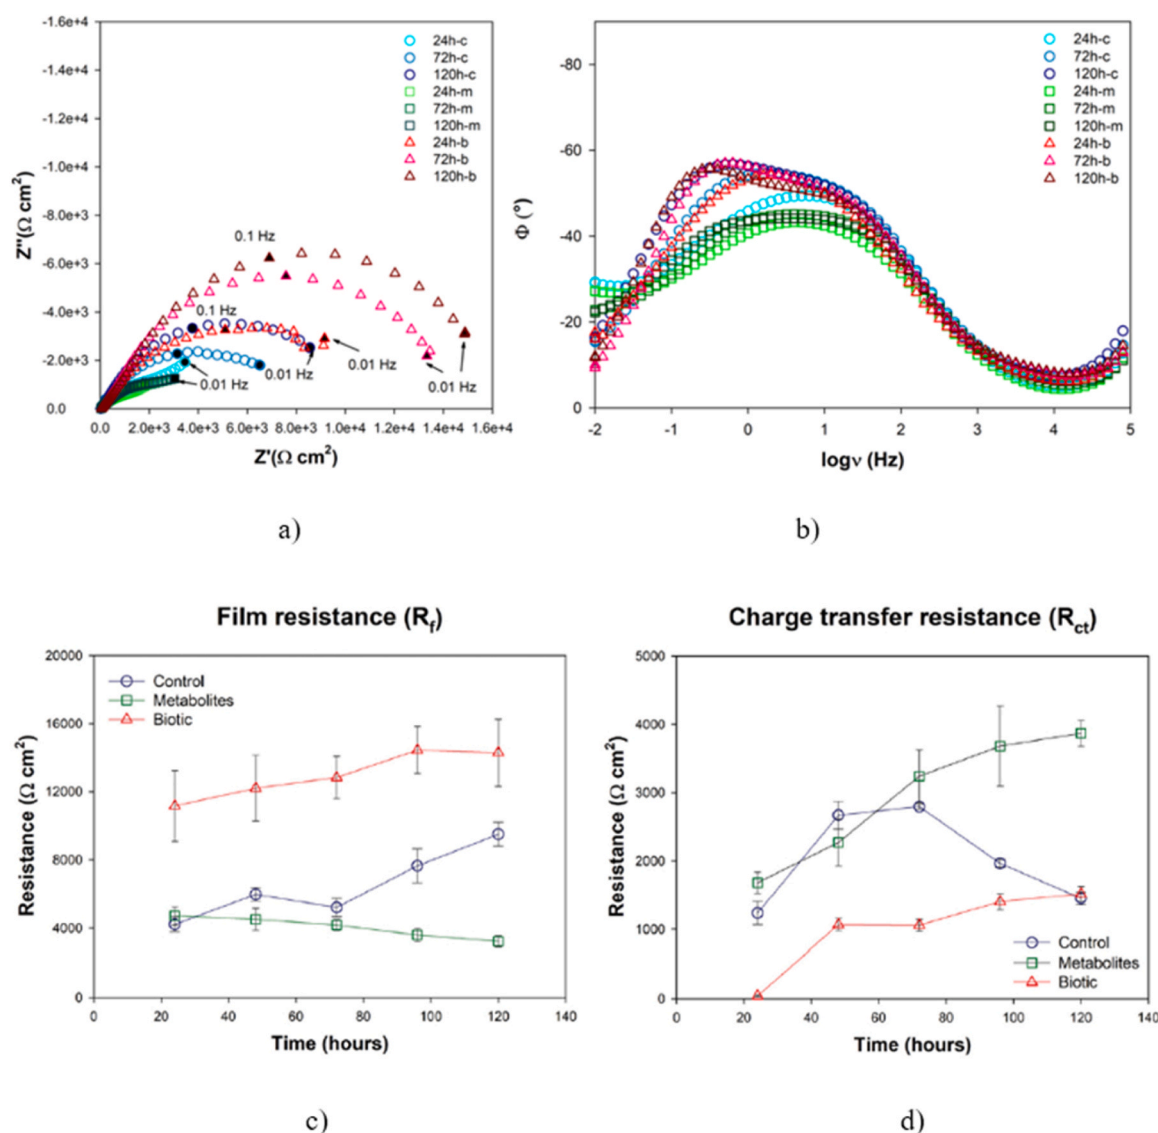 -1.6e+4
-1.4e+4
-1.2e+4
-1.0e+4
-8.0e+3
-6.0e+3
-4.0e+3
-2.0e+3
0.0
Z''(Ω cm²)
24h-c
72h-c
120h-c
24h-m
72h-m
120h-m
24h-b
72h-b
120h-b
0.1 Hz
0.1 Hz
0.01 Hz
0.01 Hz
0.01 Hz
0.01 Hz
0.0 2.0e+3 4.0e+3 6.0e+3 8.0e+3 1.0e+4 1.2e+4 1.4e+4 1.6e+4
Z'(Ω cm²)
a)
-80
-60
-40
-20
0
Φ (°)
24h-c
72h-c
120h-c
24h-m
72h-m
120h-m
24h-b
72h-b
120h-b
-2 -1 0 1 2 3 4 5
logν (Hz)
b)
Film resistance (Rf)
20000
16000
12000
8000
4000
0
Resistance (Ω cm²)
Control
Metabolites
Biotic
0 20 40 60 80 100 120 140
Time (hours)
c)
Charge transfer resistance (Rct)
5000
4000
3000
2000
1000
0
Resistance (Ω cm²)
Control
Metabolites
Biotic
0 20 40 60 80 100 120 140
Time (hours)
d)